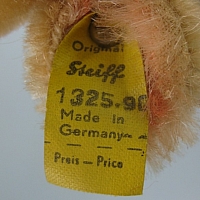 Original
Steiff
1325.90
Made in
Germany
Preis – Price